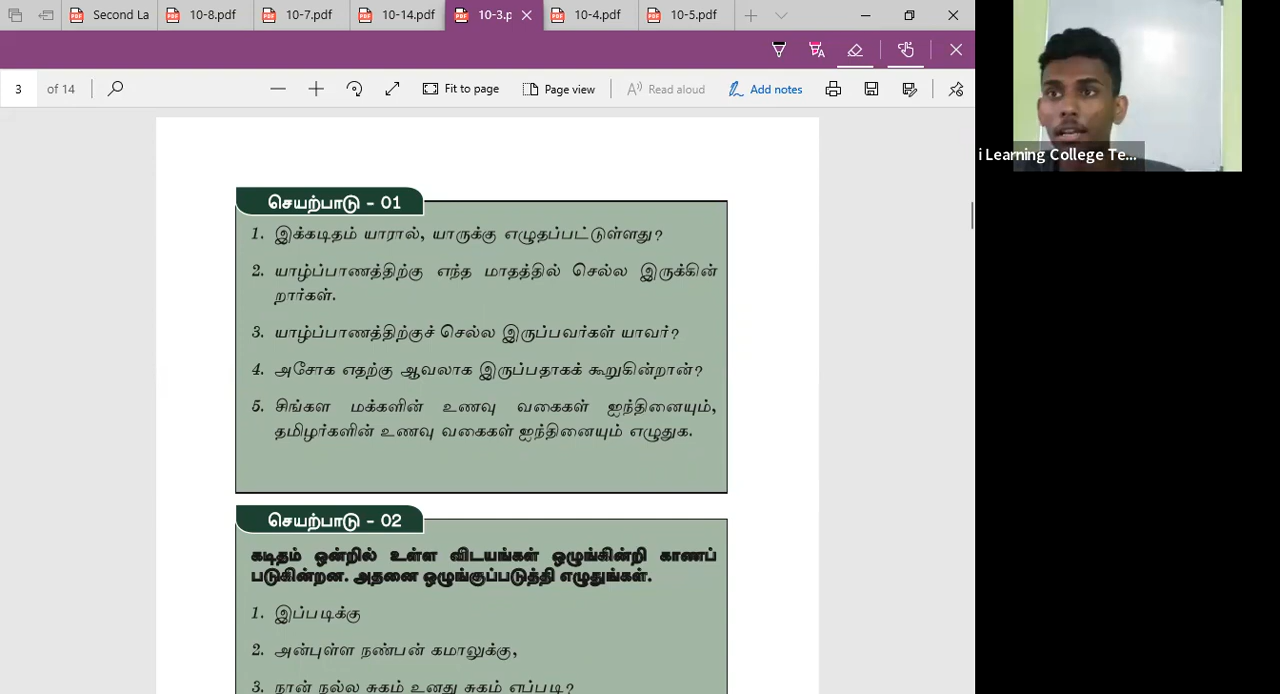 Second La
10-8.pdf
10-7.pdf
10-14.pdf
10-3.p
10-4.pdf
10-5.pdf
3 of 14
Fit to page
Page view
Read aloud
Add notes
i Learning College Te...
செயற்பாடு - 01
1. இக்கடிதம் யாரால், யாருக்கு எழுதப்பட்டுள்ளது?
2. யாழ்ப்பாணத்திற்கு எந்த மாதத்தில் செல்ல இருக்கின்
றார்கள்.
3. யாழ்ப்பாணத்திற்குச் செல்ல இருப்பவர்கள் யாவர்?
4. அசோக எதற்கு ஆவலாக இருப்பதாகக் கூறுகின்றான்?
5. சிங்கள மக்களின் உணவு வகைகள் ஐந்தினையும்,
தமிழர்களின் உணவு வகைகள் ஐந்தினையும் எழுதுக.
செயற்பாடு - 02
கடிதம் ஒன்றில் உள்ள விடயங்கள் ஒழுங்கின்றி காணப்
படுகின்றன. அதனை ஒழுங்குப்படுத்தி எழுதுங்கள்.
1. இப்படிக்கு
2. அன்புள்ள நண்பன் கமாலுக்கு,
3. நான் நல்ல சுகம் உனது சுகம் எப்படி?